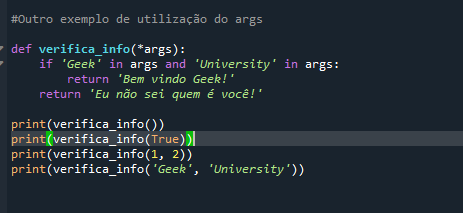 #Outro exemplo de utilização do args
def verifica_info(*args):
    if 'Geek' in args and 'University' in args:
        return 'Bem vindo Geek!'
    return 'Eu não sei quem é você!'
print(verifica_info())
print(verifica_info(True))
print(verifica_info(1, 2))
print(verifica_info('Geek', 'University'))